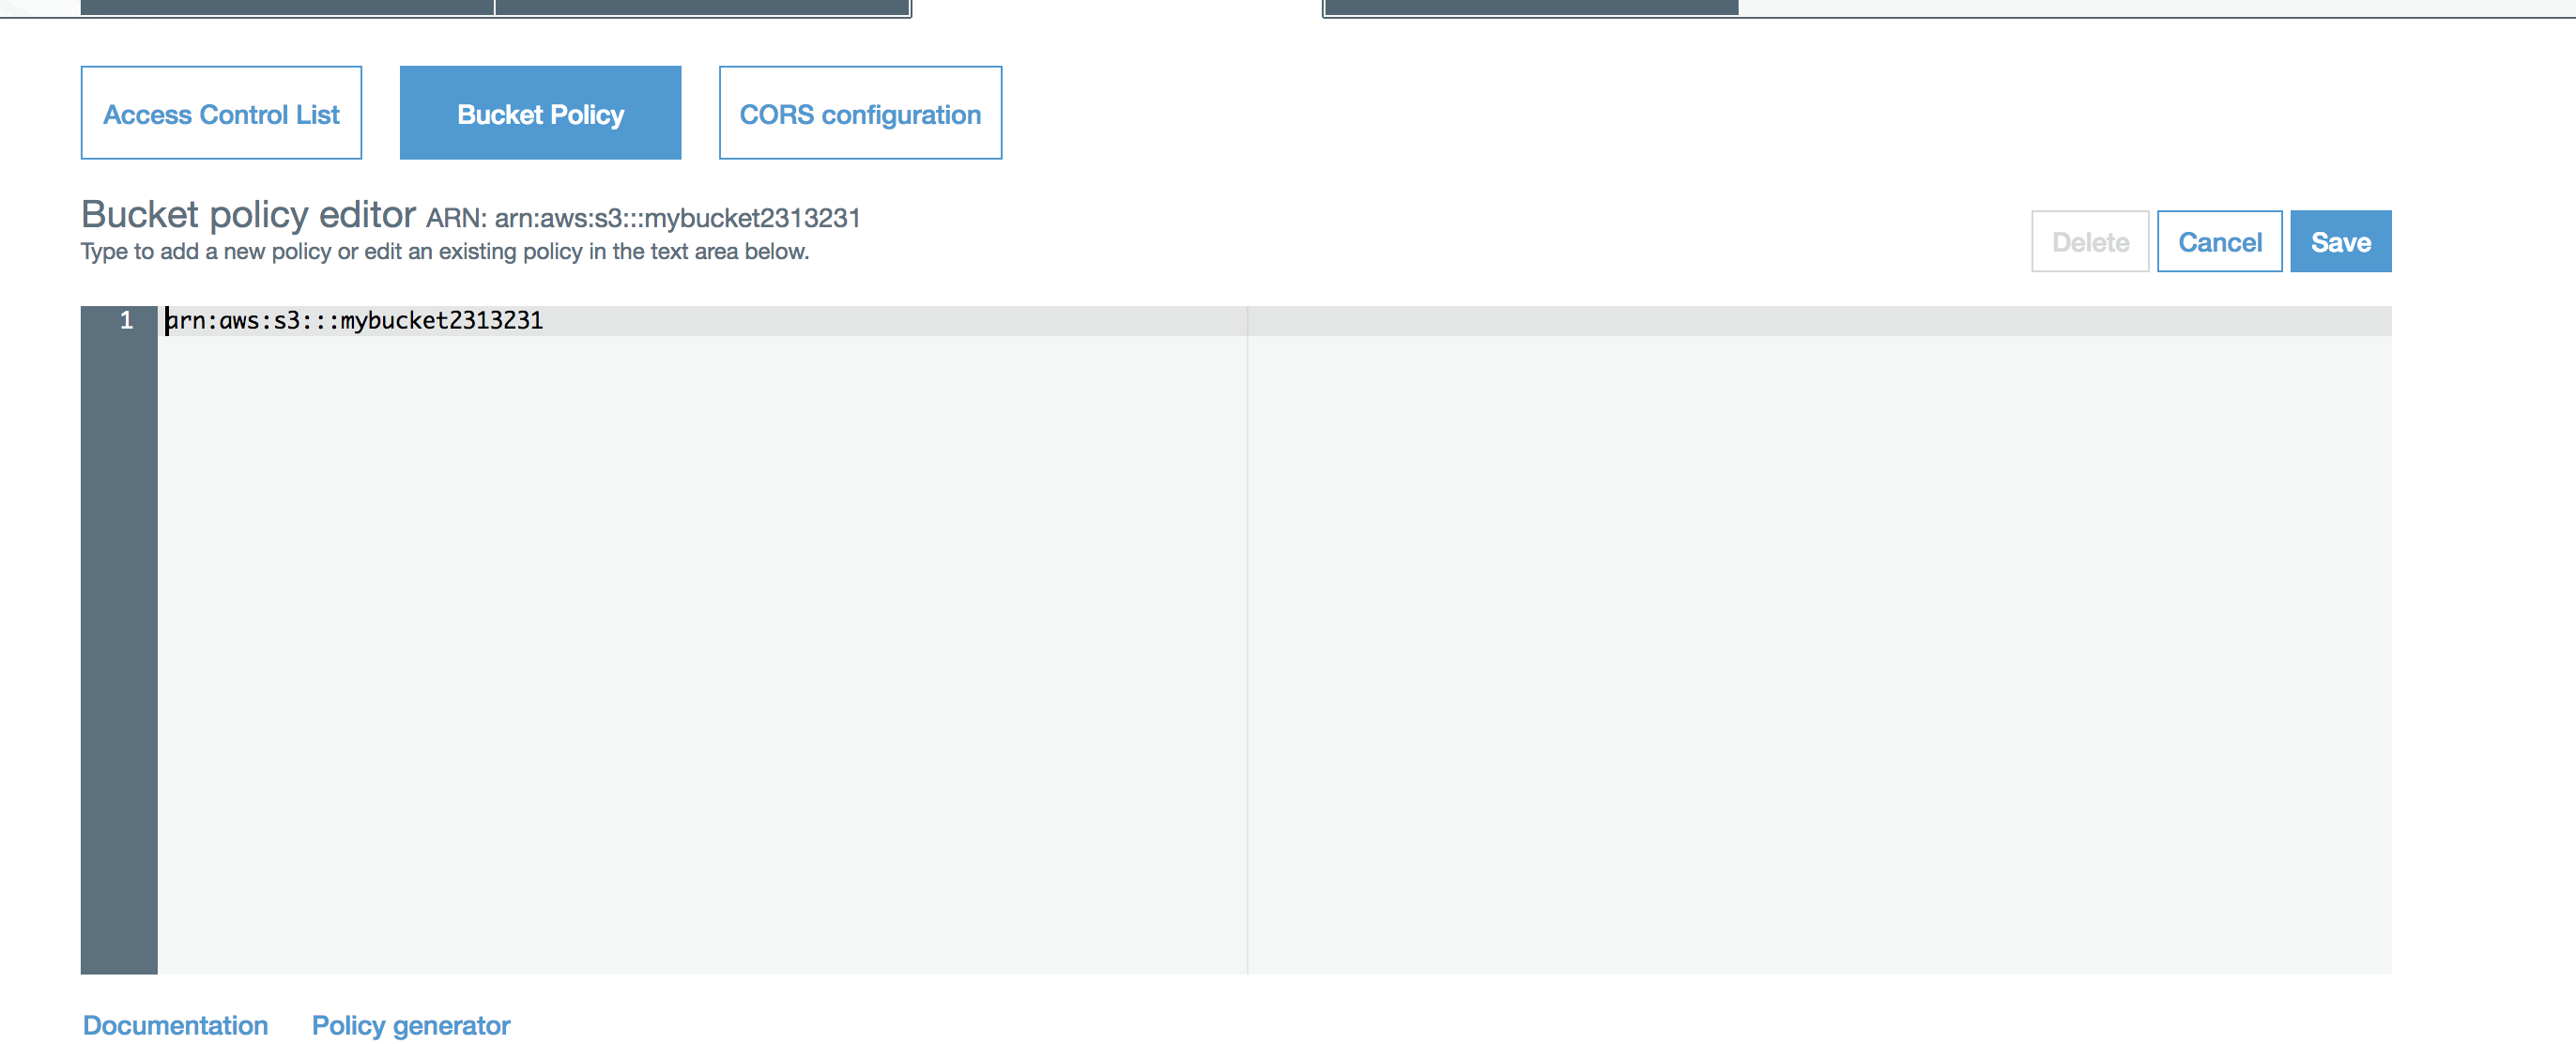 Access Control List Bucket Policy CORS configuration
Bucket policy editor ARN: arn:aws:s3:::mybucket2313231
Type to add a new policy or edit an existing policy in the text area below.
Delete Cancel Save
1 arn:aws:s3:::mybucket2313231
Documentation Policy generator